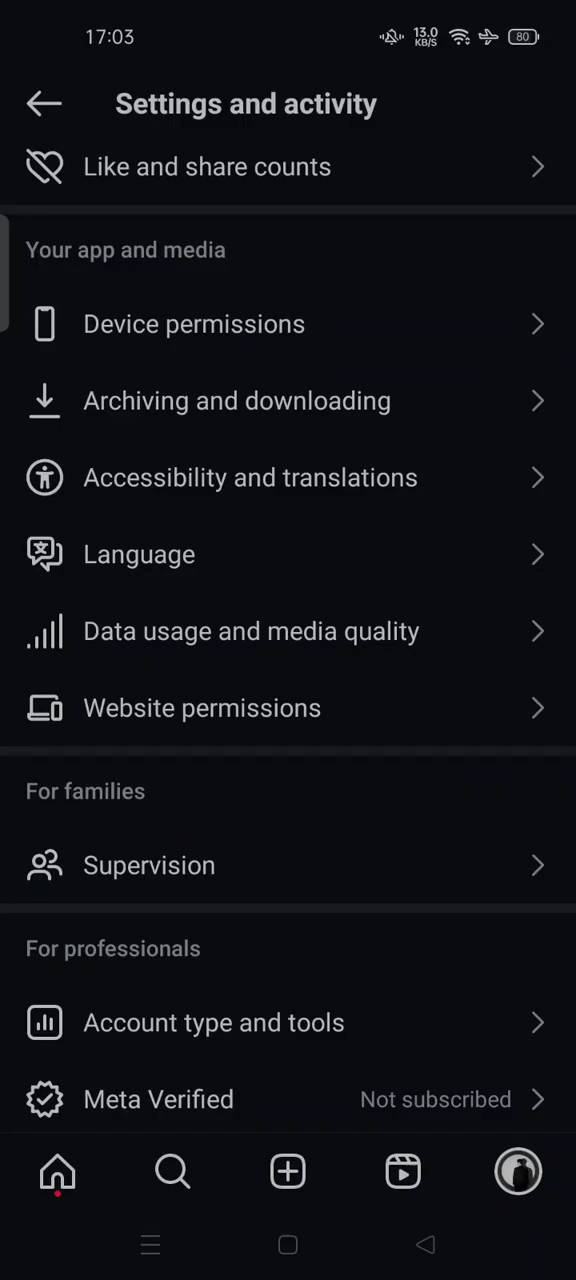 17:03
13.0
KB/S
80
Settings and activity
Like and share counts
Your app and media
Device permissions
Archiving and downloading
Accessibility and translations
Language
Data usage and media quality
Website permissions
For families
Supervision
For professionals
Account type and tools
Meta Verified Not subscribed